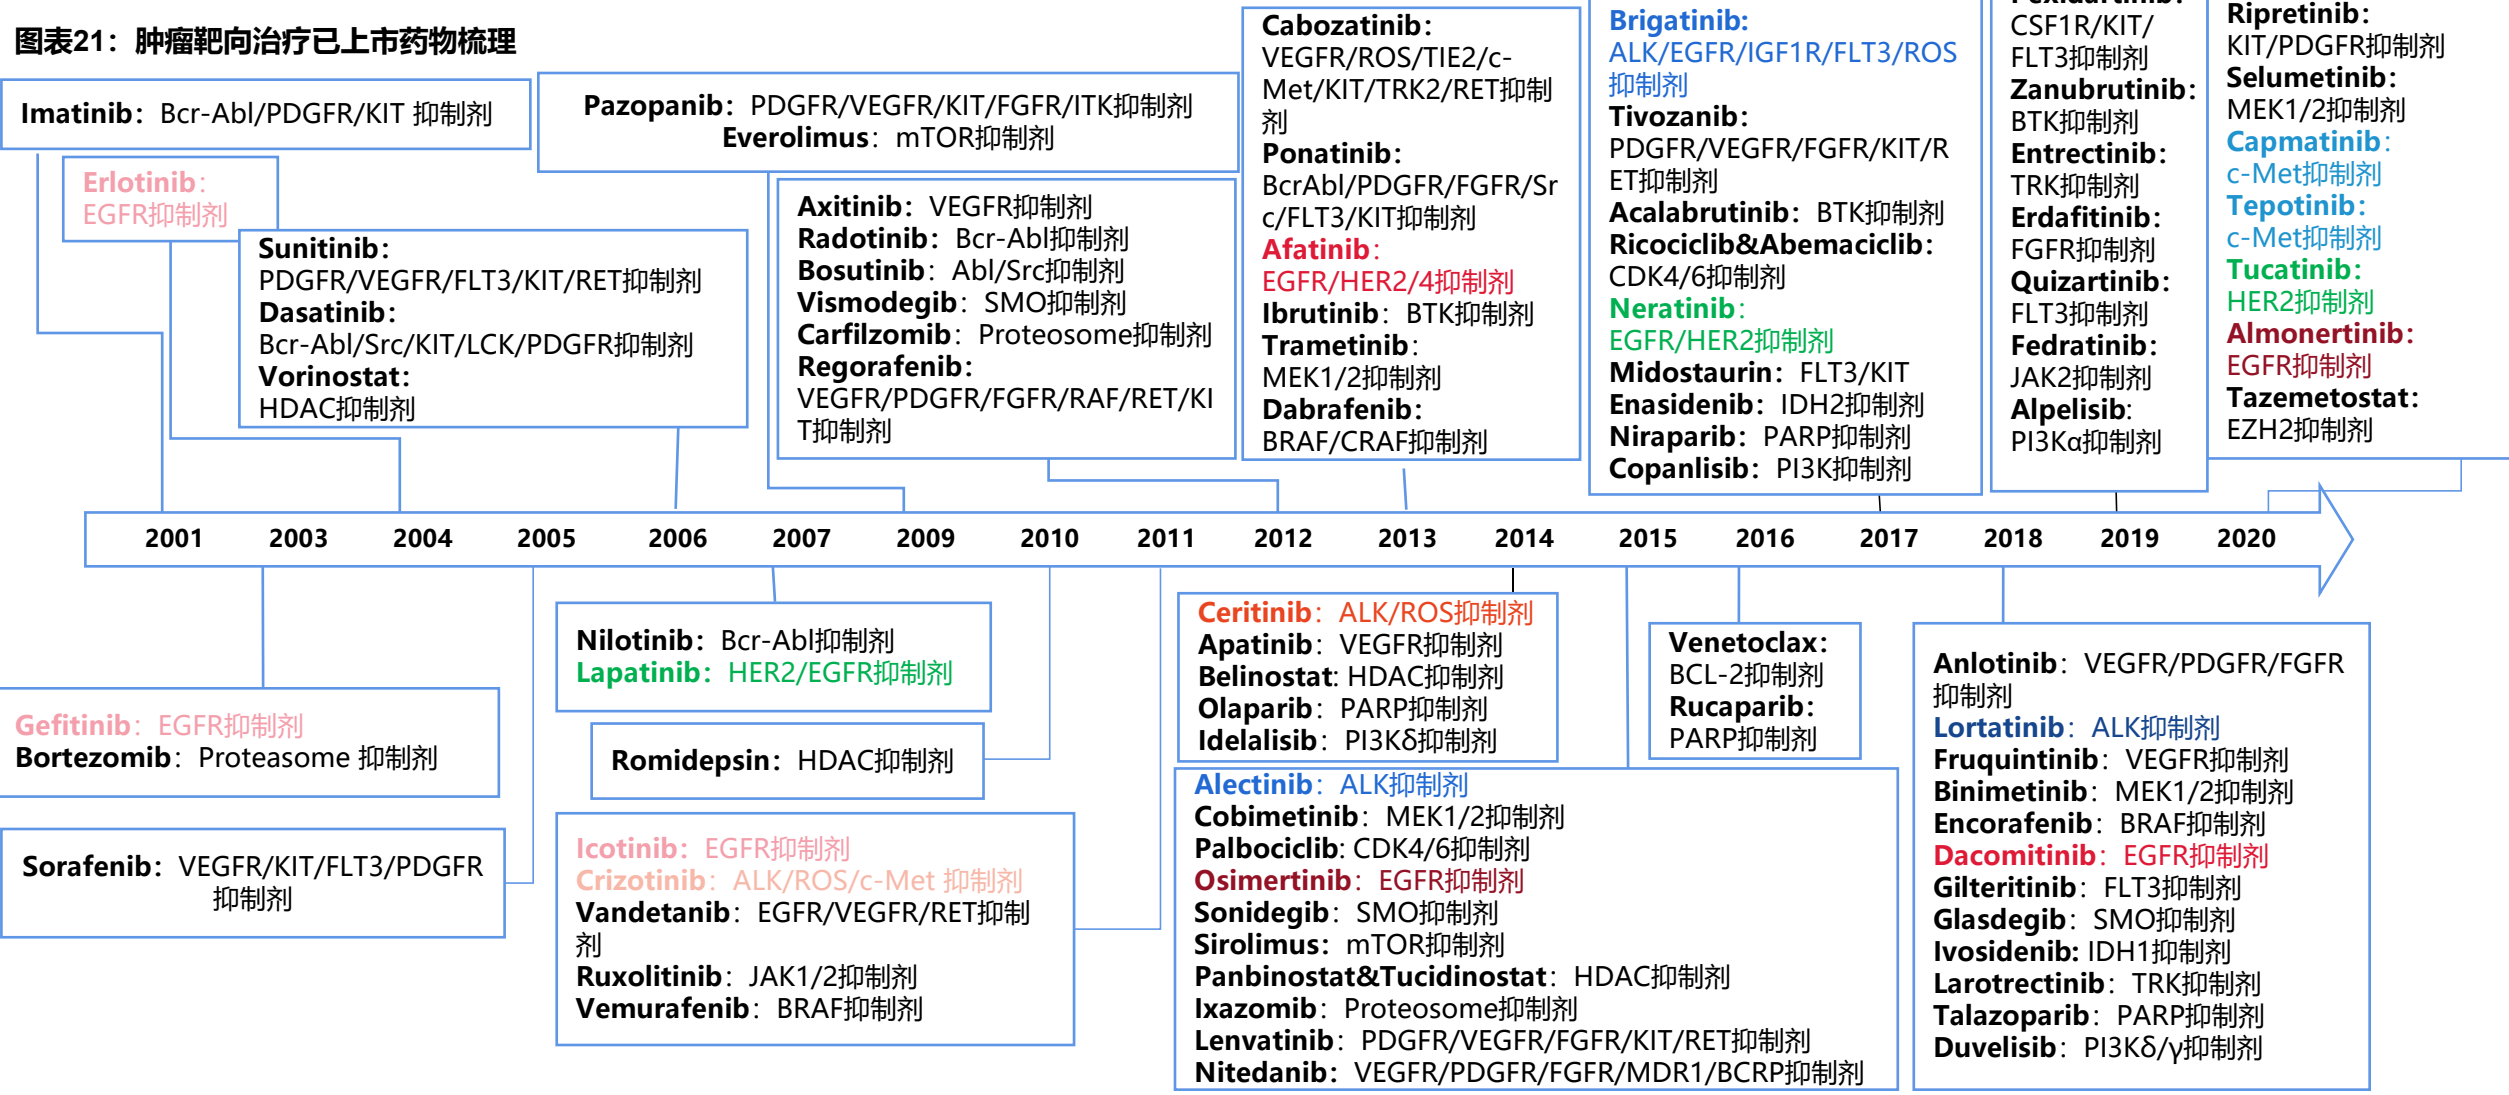 图表21：肿瘤靶向治疗已上市药物梳理
Imatinib：Bcr-Abl/PDGFR/KIT 抑制剂
Erlotinib：
EGFR抑制剂
Sunitinib：
PDGFR/VEGFR/FLT3/KIT/RET抑制剂
Dasatinib：
Bcr-Abl/Src/KIT/LCK/PDGFR抑制剂
Vorinostat：
HDAC抑制剂
Pazopanib：PDGFR/VEGFR/KIT/FGFR/ITK抑制剂
Everolimus：mTOR抑制剂
Axitinib：VEGFR抑制剂
Radotinib：Bcr-Abl抑制剂
Bosutinib：Abl/Src抑制剂
Vismodegib：SMO抑制剂
Carfilzomib：Proteosome抑制剂
Regorafenib：
VEGFR/PDGFR/FGFR/RAF/RET/KI
T抑制剂
Cabozatinib：
VEGFR/ROS/TIE2/c-
Met/KIT/TRK2/RET抑制
剂
Ponatinib：
BcrAbl/PDGFR/FGFR/Sr
c/FLT3/KIT抑制剂
Afatinib：
EGFR/HER2/4抑制剂
Ibrutinib：BTK抑制剂
Trametinib：
MEK1/2抑制剂
Dabrafenib：
BRAF/CRAF抑制剂
Brigatinib:
ALK/EGFR/IGF1R/FLT3/ROS
抑制剂
Tivozanib：
PDGFR/VEGFR/FGFR/KIT/R
ET抑制剂
Acalabrutinib：BTK抑制剂
Ricociclib&Abemaciclib：
CDK4/6抑制剂
Neratinib：
EGFR/HER2抑制剂
Midostaurin：FLT3/KIT
Enasidenib：IDH2抑制剂
Niraparib：PARP抑制剂
Copanlisib：PI3K抑制剂
CSF1R/KIT/
FLT3抑制剂
Zanubrutinib：
BTK抑制剂
Entrectinib：
TRK抑制剂
Erdafitinib：
FGFR抑制剂
Quizartinib：
FLT3抑制剂
Fedratinib：
JAK2抑制剂
Alpelisib：
PI3Kα抑制剂
Ripretinib：
KIT/PDGFR抑制剂
Selumetinib：
MEK1/2抑制剂
Capmatinib：
c-Met抑制剂
Tepotinib：
c-Met抑制剂
Tucatinib：
HER2抑制剂
Almonertinib：
EGFR抑制剂
Tazemetostat：
EZH2抑制剂
2001 2003 2004 2005 2006 2007 2009 2010 2011 2012 2013 2014 2015 2016 2017 2018 2019 2020
Gefitinib：EGFR抑制剂
Bortezomib：Proteasome 抑制剂
Sorafenib：VEGFR/KIT/FLT3/PDGFR
抑制剂
Nilotinib：Bcr-Abl抑制剂
Lapatinib：HER2/EGFR抑制剂
Romidepsin：HDAC抑制剂
Icotinib：EGFR抑制剂
Crizotinib：ALK/ROS/c-Met 抑制剂
Vandetanib：EGFR/VEGFR/RET抑制
剂
Ruxolitinib：JAK1/2抑制剂
Vemurafenib：BRAF抑制剂
Ceritinib：ALK/ROS抑制剂
Apatinib：VEGFR抑制剂
Belinostat: HDAC抑制剂
Olaparib：PARP抑制剂
Idelalisib：PI3Kδ抑制剂
Alectinib：ALK抑制剂
Cobimetinib：MEK1/2抑制剂
Palbociclib: CDK4/6抑制剂
Osimertinib：EGFR抑制剂
Sonidegib：SMO抑制剂
Sirolimus：mTOR抑制剂
Panbinostat&Tucidinostat：HDAC抑制剂
Ixazomib：Proteosome抑制剂
Lenvatinib：PDGFR/VEGFR/FGFR/KIT/RET抑制剂
Nitedanib：VEGFR/PDGFR/FGFR/MDR1/BCRP抑制剂
Venetoclax：
BCL-2抑制剂
Rucaparib：
PARP抑制剂
Anlotinib：VEGFR/PDGFR/FGFR
抑制剂
Lortatinib：ALK抑制剂
Fruquintinib：VEGFR抑制剂
Binimetinib：MEK1/2抑制剂
Encorafenib：BRAF抑制剂
Dacomitinib：EGFR抑制剂
Gilteritinib：FLT3抑制剂
Glasdegib：SMO抑制剂
Ivosidenib: IDH1抑制剂
Larotrectinib：TRK抑制剂
Talazoparib：PARP抑制剂
Duvelisib：PI3Kδ/γ抑制剂